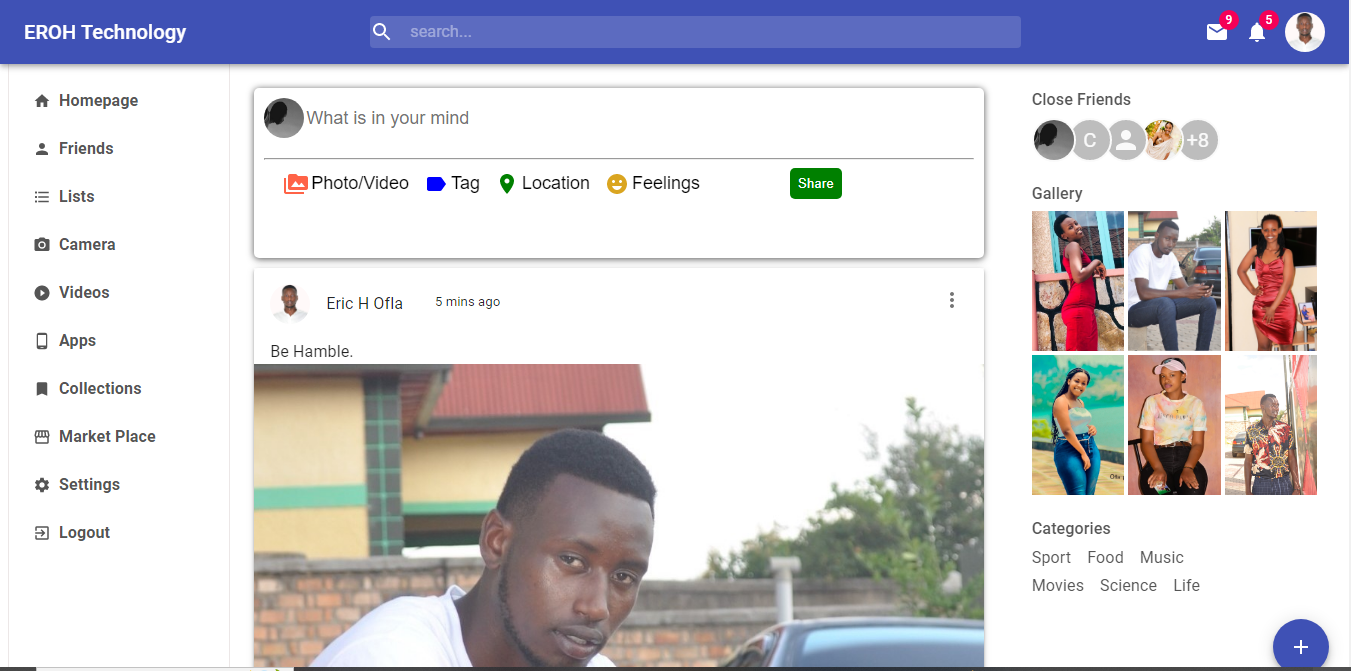 EROH Technology
search...
9
5
Homepage
Friends
Lists
Camera
Videos
Apps
Collections
Market Place
Settings
Logout
What is in your mind
Photo/Video Tag Location Feelings Share
Eric H Ofla 5 mins ago
Be Hamble.
Close Friends
C
+8
Gallery
Categories
Sport Food Music
Movies Science Life
+